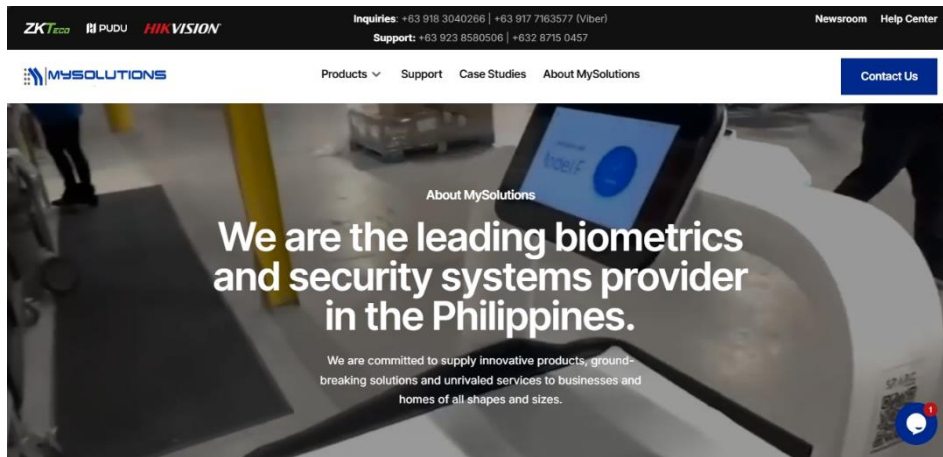 ZKTeco PUDU HIKVISION
Inquiries: +63 918 3040266 | +63 917 7163577 (Viber)
Support: +63 923 8580506 | +632 8715 0457
Newsroom Help Center
MYSOLUTIONS
Products Support Case Studies About MySolutions
Contact Us
About MySolutions
We are the leading biometrics
and security systems provider
in the Philippines.
We are committed to supply innovative products, ground-
breaking solutions and unrivaled services to businesses and
homes of all shapes and sizes.
1